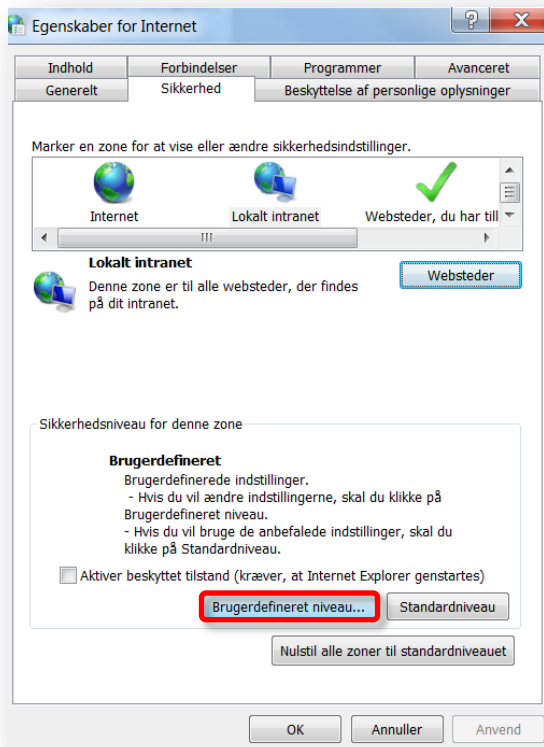 Egenskaber for Internet
Indhold Forbindelser Programmer Avanceret
Generelt Sikkerhed Beskyttelse af personlige oplysninger
Marker en zone for at vise eller ændre sikkerhedsindstillinger.
Internet Lokalt intranet Websteder, du har till
Lokalt intranet
Denne zone er til alle websteder, der findes
på dit intranet.
Websteder
Sikkerhedsniveau for denne zone
Brugerdefineret
Brugerdefinerede indstillinger.
- Hvis du vil ændre indstillingerne, skal du klikke på
Brugerdefineret niveau.
- Hvis du vil bruge de anbefalede indstillinger, skal du
klikke på Standardniveau.
Aktiver beskyttet tilstand (kræver, at Internet Explorer genstartes)
Brugerdefineret niveau... Standardniveau
Nulstil alle zoner til standardniveauet
OK Annuller Anvend